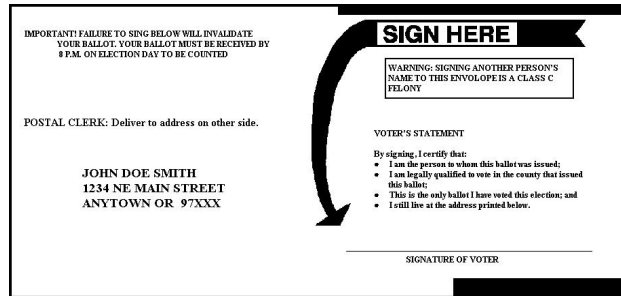 IMPORTANT! FAILURE TO SING BELOW WILL INVALIDATE
YOUR BALLOT. YOUR BALLOT MUST BE RECEIVED BY
8 P.M. ON ELECTION DAY TO BE COUNTED
POSTAL CLERK: Deliver to address on other side.
JOHN DOE SMITH
1234 NE MAIN STREET
ANYTOWN OR 97XXX
SIGN HERE
WARNING: SIGNING ANOTHER PERSON'S
NAME TO THIS ENVOLOPE IS A CLASS C
FELONY
VOTER'S STATEMENT
By signing, I certify that:
• I am the person to whom this ballot was issued;
• I am legally qualified to vote in the county that issued
this ballot;
• This is the only ballot I have voted this election; and
• I still live at the address printed below.
SIGNATURE OF VOTER